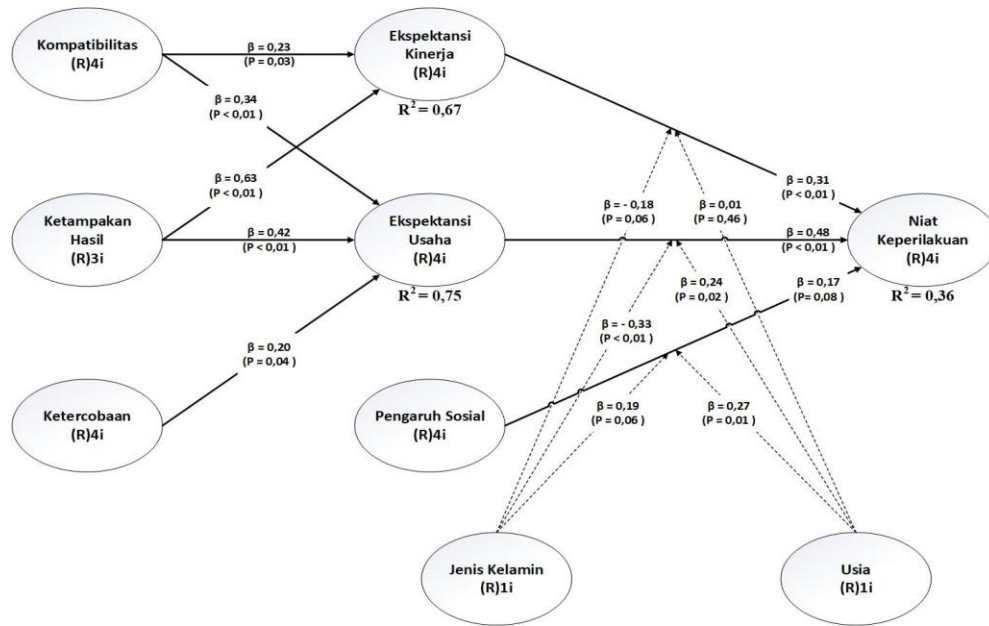 Kompatibilitas
(R)4i
β = 0,23
(P = 0,03)
Ekspektansi
Kinerja
(R)4i
R² = 0,67
β = 0,34
(P < 0,01 )
β = 0,63
(P < 0,01 )
Ketampakan
Hasil
(R)3i
β = 0,42
(P < 0,01 )
Ekspektansi
Usaha
(R)4i
R² = 0,75
β = - 0,18
(P = 0,06 )
β = 0,01
(P = 0,46 )
β = 0,31
(P < 0,01 )
β = 0,48
(P < 0,01 )
Niat
Keperilakuan
(R)4i
R² = 0,36
β = 0,24
(P = 0,02 )
β = 0,17
(P= 0,08 )
β = - 0,33
(P < 0,01 )
β = 0,20
(P = 0,04 )
Ketercobaan
(R)4i
Pengaruh Sosial
(R)4i
β = 0,19
(P = 0,06 )
β = 0,27
(P = 0,01 )
Jenis Kelamin
(R)1i
Usia
(R)1i